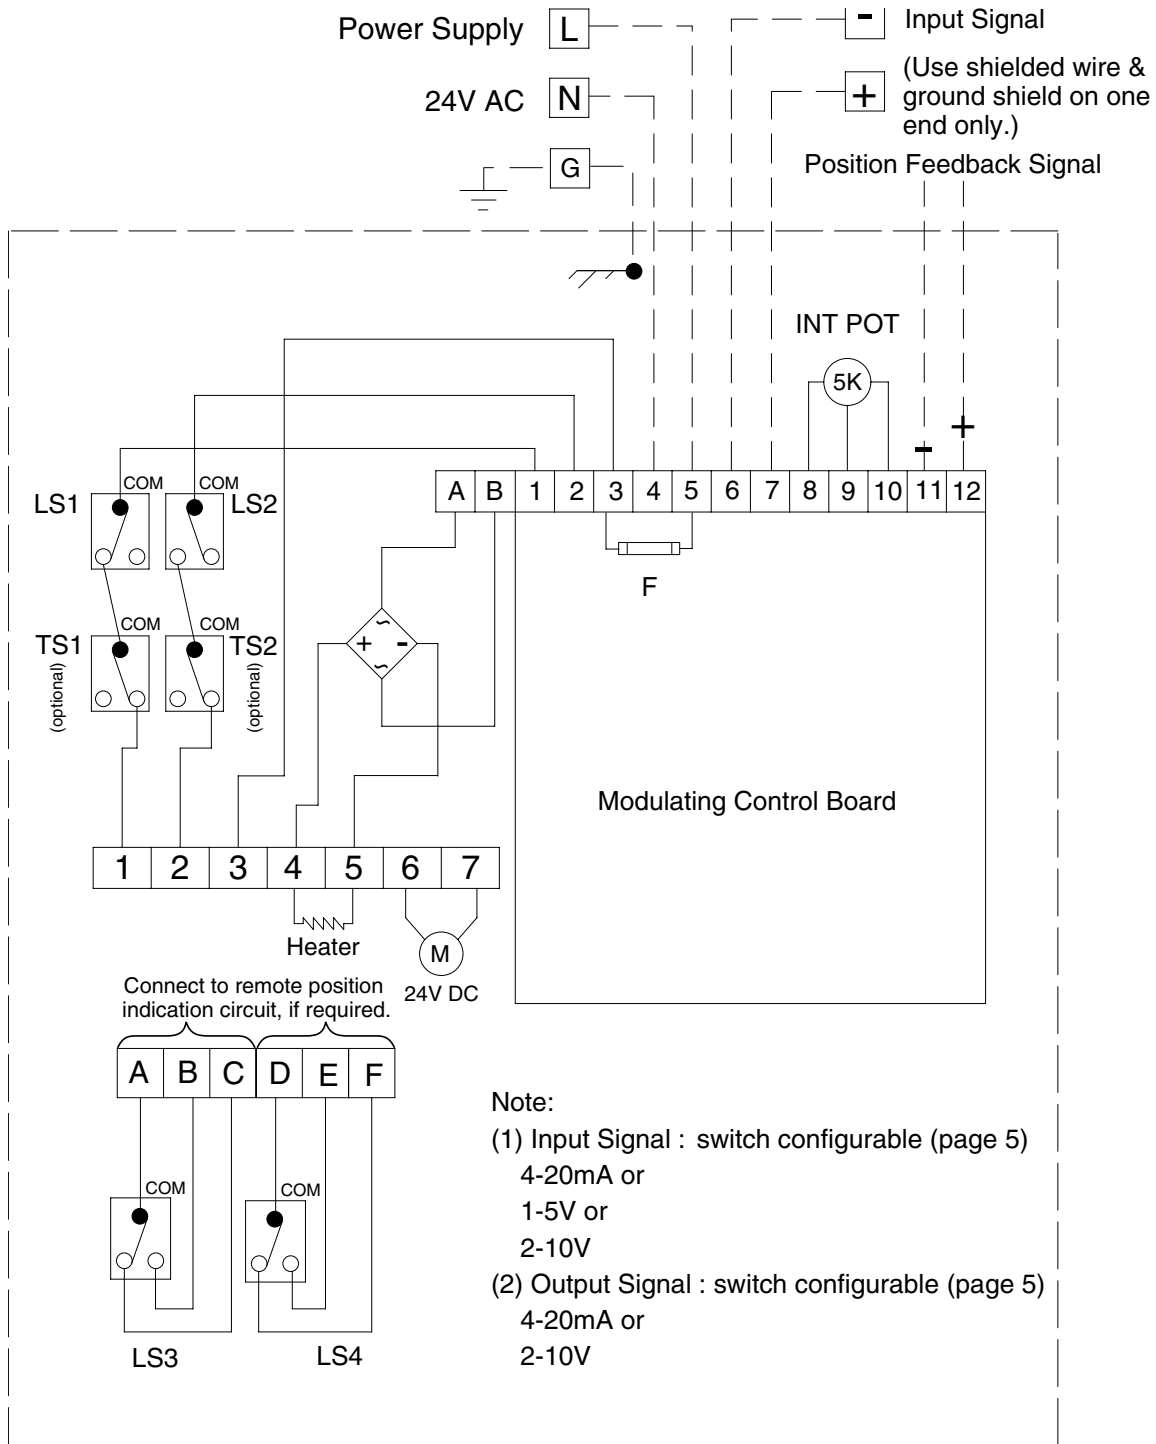 Power Supply L
- Input Signal
24V AC N
+ (Use shielded wire &
ground shield on one
end only.)
G
Position Feedback Signal
INT POT
5K
- +
A B 1 2 3 4 5 6 7 8 9 10 11 12
LS1 COM COM LS2
F
TS1 COM COM TS2
(optional) (optional)
~
+ -
~
Modulating Control Board
1 2 3 4 5 6 7
Heater
M
24V DC
Connect to remote position
indication circuit, if required.
A B C D E F
COM COM
LS3 LS4
Note:
(1) Input Signal : switch configurable (page 5)
4-20mA or
1-5V or
2-10V
(2) Output Signal : switch configurable (page 5)
4-20mA or
2-10V